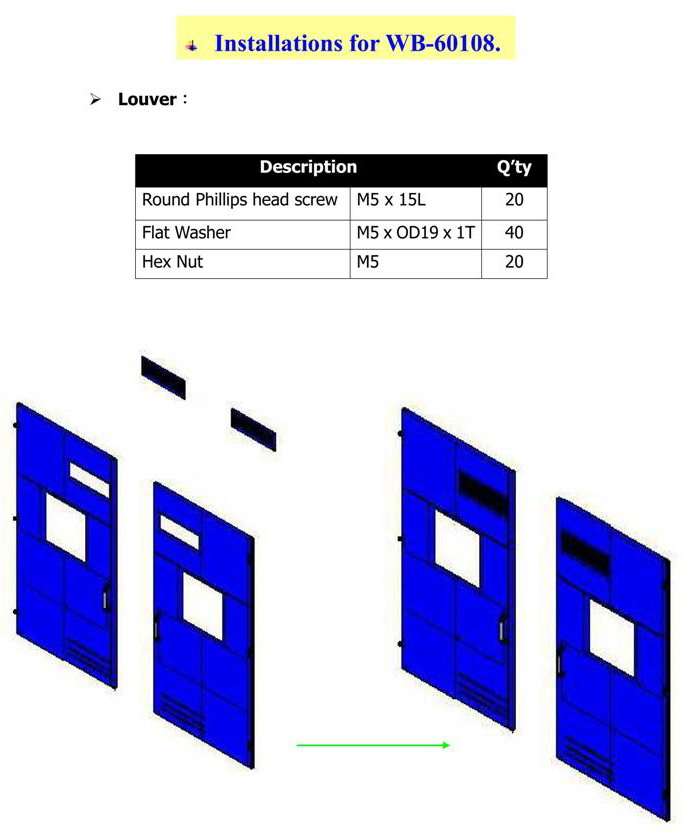 Installations for WB-60108.
➢ Louver：
Description Q’ty
Round Phillips head screw M5 x 15L 20
Flat Washer M5 x OD19 x 1T 40
Hex Nut M5 20